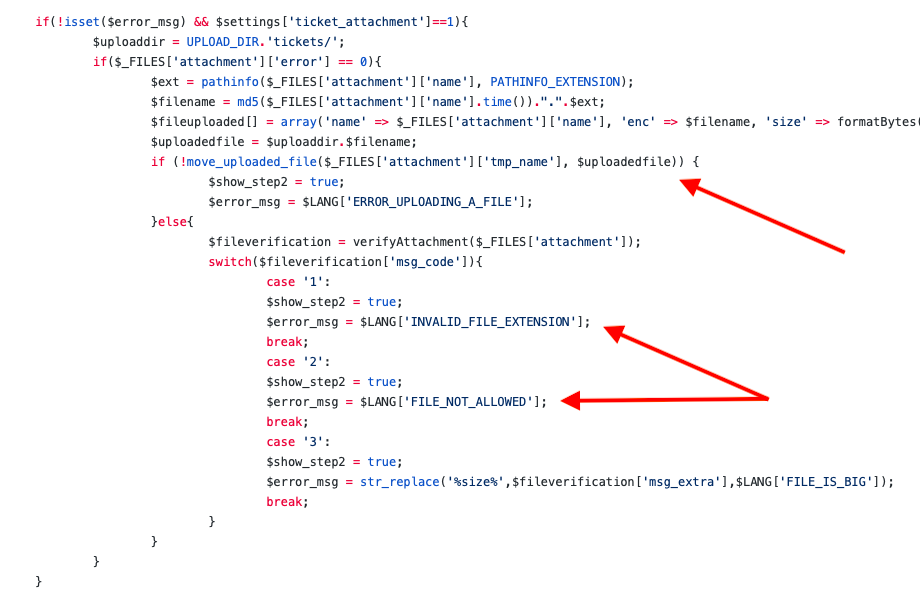 if(!isset($error_msg) && $settings['ticket_attachment']==1){
$uploaddir = UPLOAD_DIR.'tickets/';
if($_FILES['attachment']['error'] == 0){
$ext = pathinfo($_FILES['attachment']['name'], PATHINFO_EXTENSION);
$filename = md5($_FILES['attachment']['name'].time()).".".$ext;
$fileuploaded[] = array('name' => $_FILES['attachment']['name'], 'enc' => $filename, 'size' => formatBytes(
$uploadedfile = $uploaddir.$filename;
if (!move_uploaded_file($_FILES['attachment']['tmp_name'], $uploadedfile)) {
$show_step2 = true;
$error_msg = $LANG['ERROR_UPLOADING_A_FILE'];
}else{
$fileverification = verifyAttachment($_FILES['attachment']);
switch($fileverification['msg_code']){
case '1':
$show_step2 = true;
$error_msg = $LANG['INVALID_FILE_EXTENSION'];
break;
case '2':
$show_step2 = true;
$error_msg = $LANG['FILE_NOT_ALLOWED'];
break;
case '3':
$show_step2 = true;
$error_msg = str_replace('%size%',$fileverification['msg_extra'],$LANG['FILE_IS_BIG']);
break;
}
}
}
}